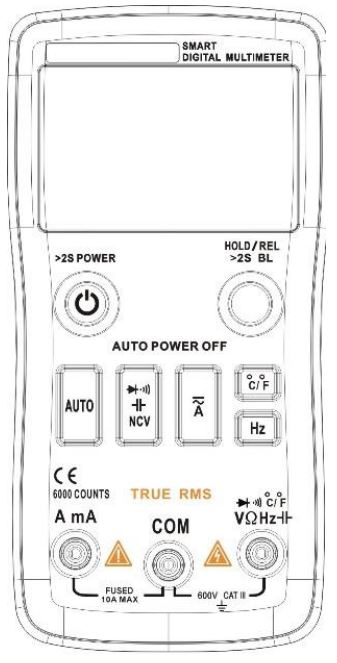 SMART
DIGITAL MULTIMETER
>2S POWER
HOLD/REL
>2S BL
AUTO POWER OFF
AUTO
NCV
A
°C/°F
Hz
CE
6000 COUNTS
TRUE RMS
A mA
COM
°C/°F
VΩHz
FUSED
10A MAX
600V CAT III